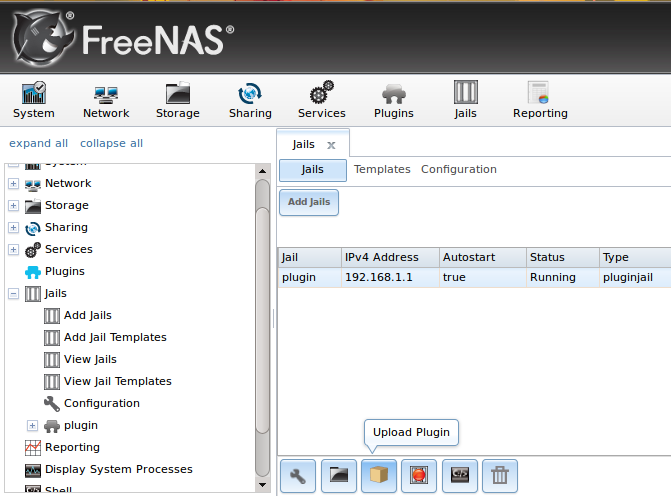 FreeNAS®
System Network Storage Sharing Services Plugins Jails Reporting
expand all collapse all
Jails x
Jails Templates Configuration
Add Jails
System
Network
Storage
Sharing
Services
Plugins
Jails
Add Jails
Add Jail Templates
View Jails
View Jail Templates
Configuration
plugin
Reporting
Display System Processes
Shell
Jail IPv4 Address Autostart Status Type
plugin 192.168.1.1 true Running pluginjail
Upload Plugin